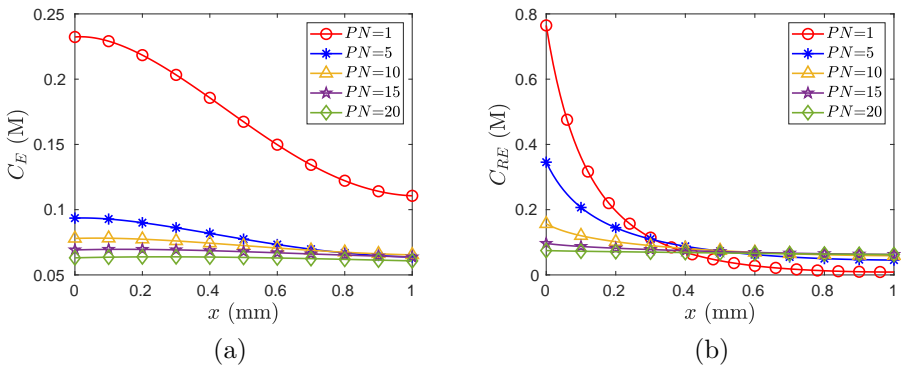 0.25
0.2
0.15
0.1
0.05
0 0.2 0.4 0.6 0.8 1
C_E (M)
x (mm)
PN=1
PN=5
PN=10
PN=15
PN=20
(a)
0.8
0.6
0.4
0.2
0
0 0.2 0.4 0.6 0.8 1
C_RE (M)
x (mm)
PN=1
PN=5
PN=10
PN=15
PN=20
(b)